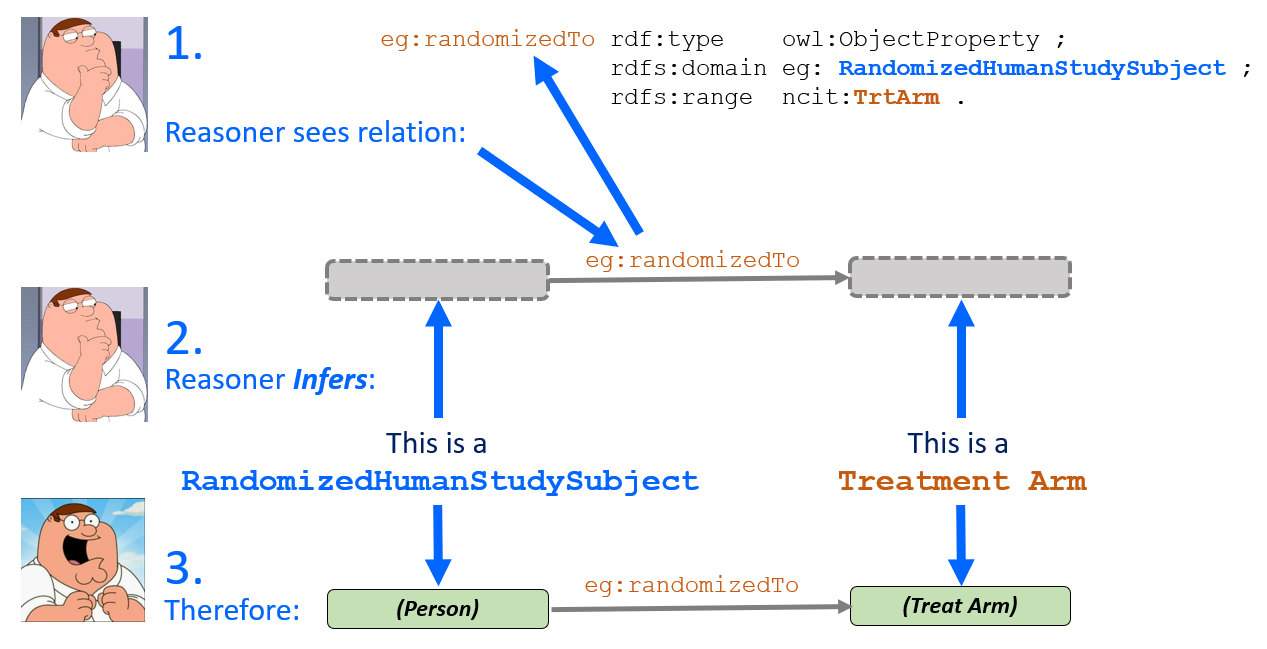 1.
eg:randomizedTo rdf:type owl:ObjectProperty ;
rdfs:domain eg: RandomizedHumanStudySubject ;
rdfs:range ncit:TrtArm .
Reasoner sees relation:
eg:randomizedTo
2.
Reasoner Infers:
This is a
RandomizedHumanStudySubject
This is a
Treatment Arm
3.
Therefore:
(Person)
eg:randomizedTo
(Treat Arm)